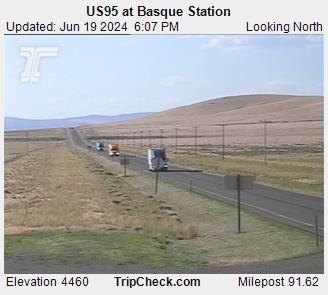 US95 at Basque Station
Updated: Jun 19 2024 6:07 PM Looking North
Elevation 4460 TripCheck.com Milepost 91.62